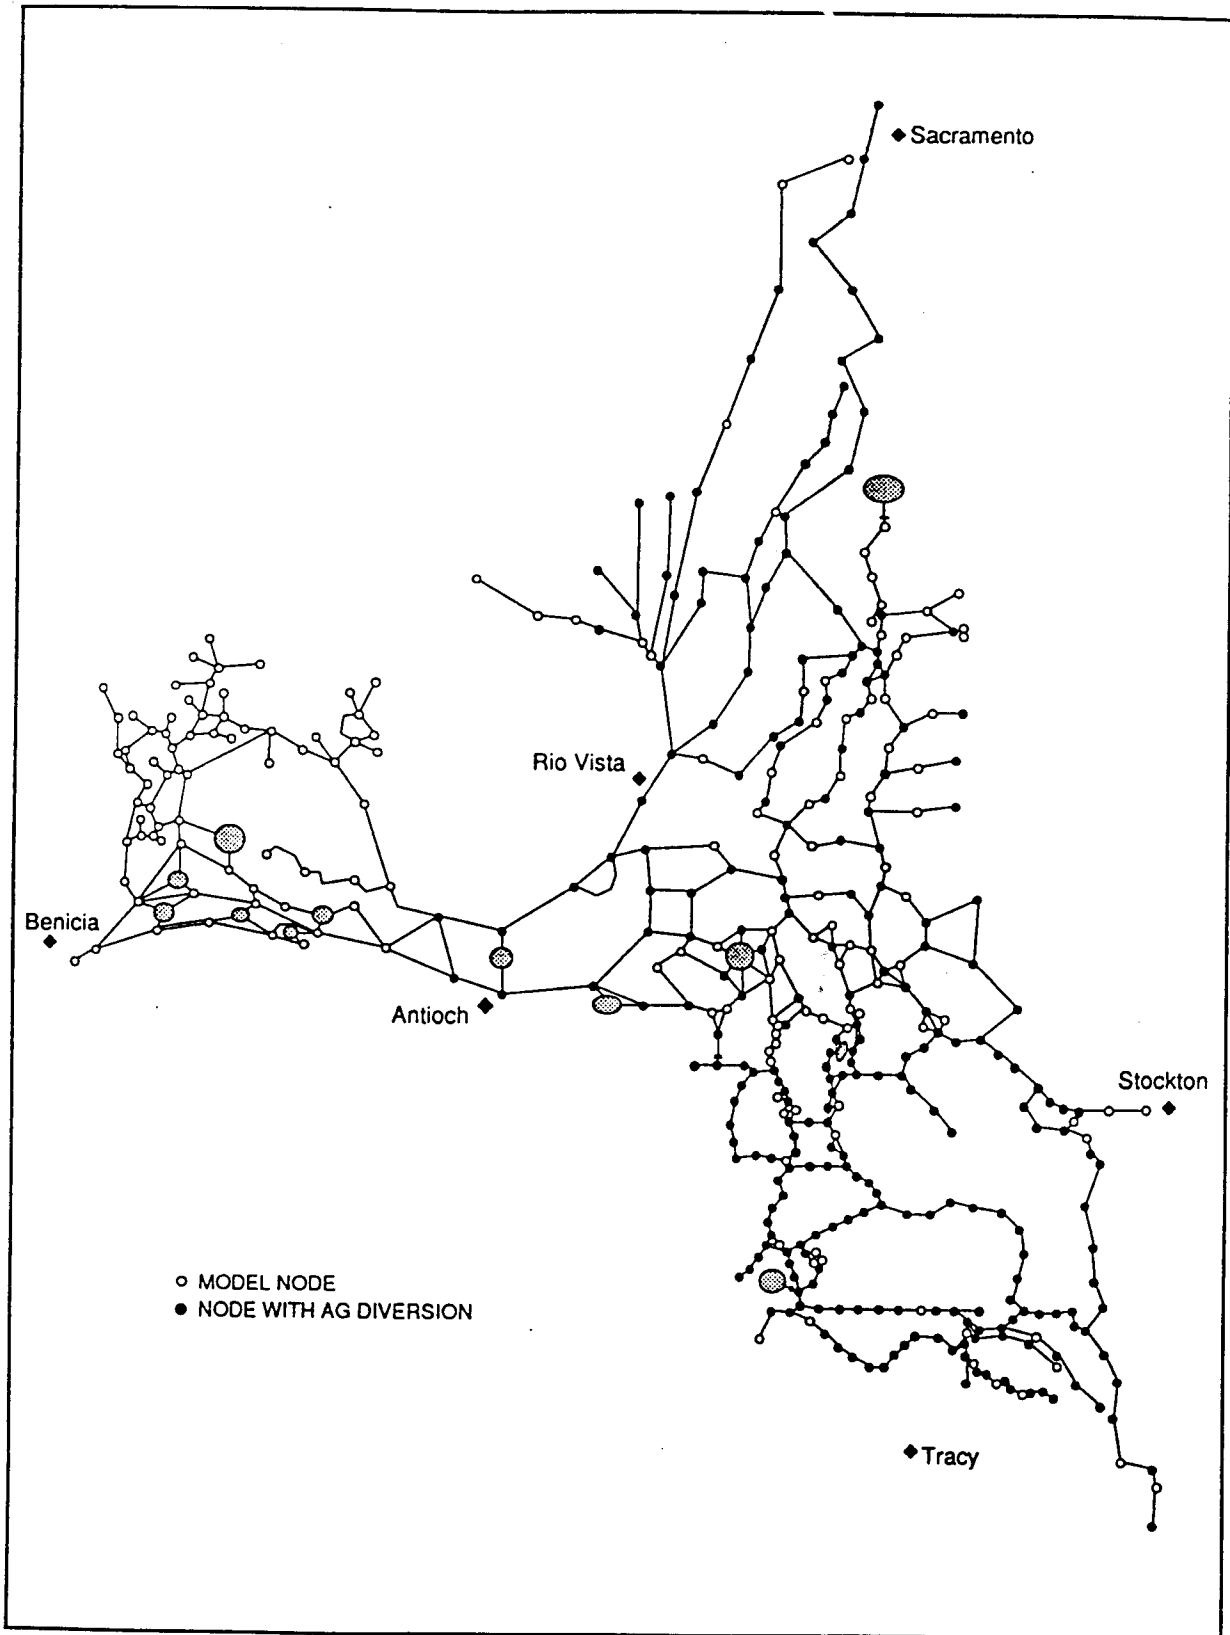 Sacramento
Rio Vista
Benicia
Antioch
Stockton
MODEL NODE
NODE WITH AG DIVERSION
Tracy